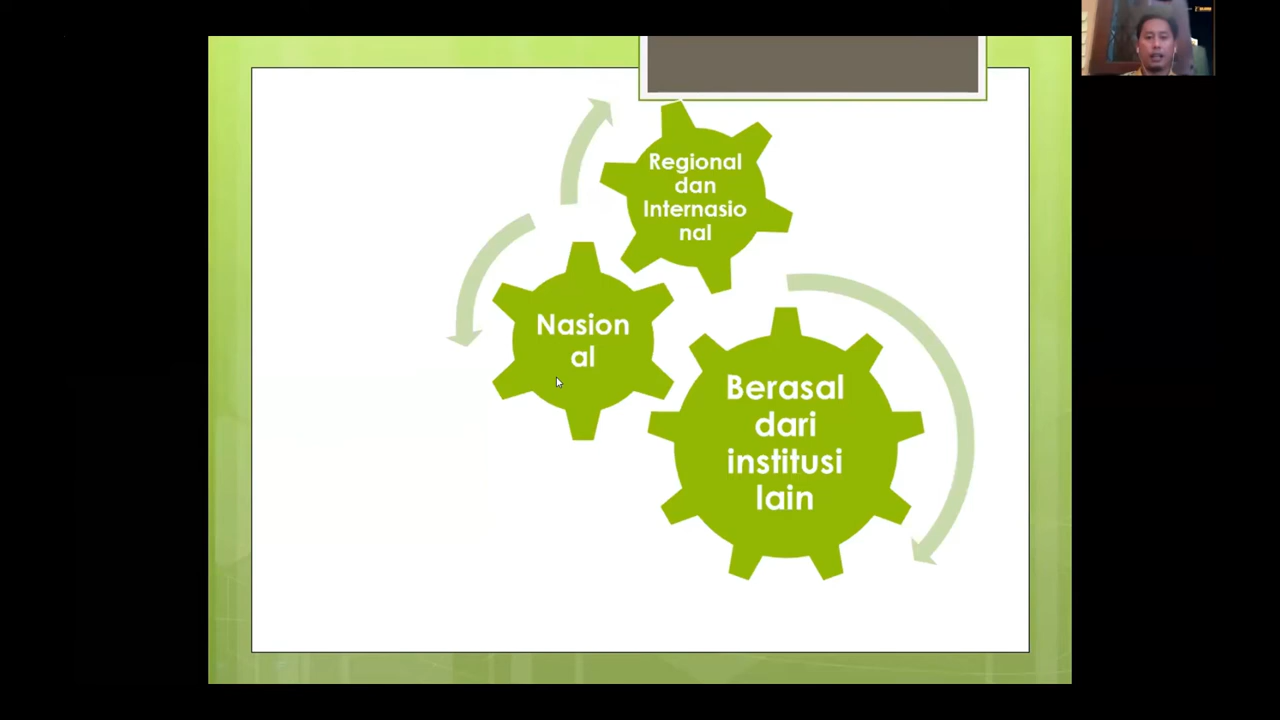 Regional
dan
Internasio
nal
Nasion
al
Berasal
dari
institusi
lain